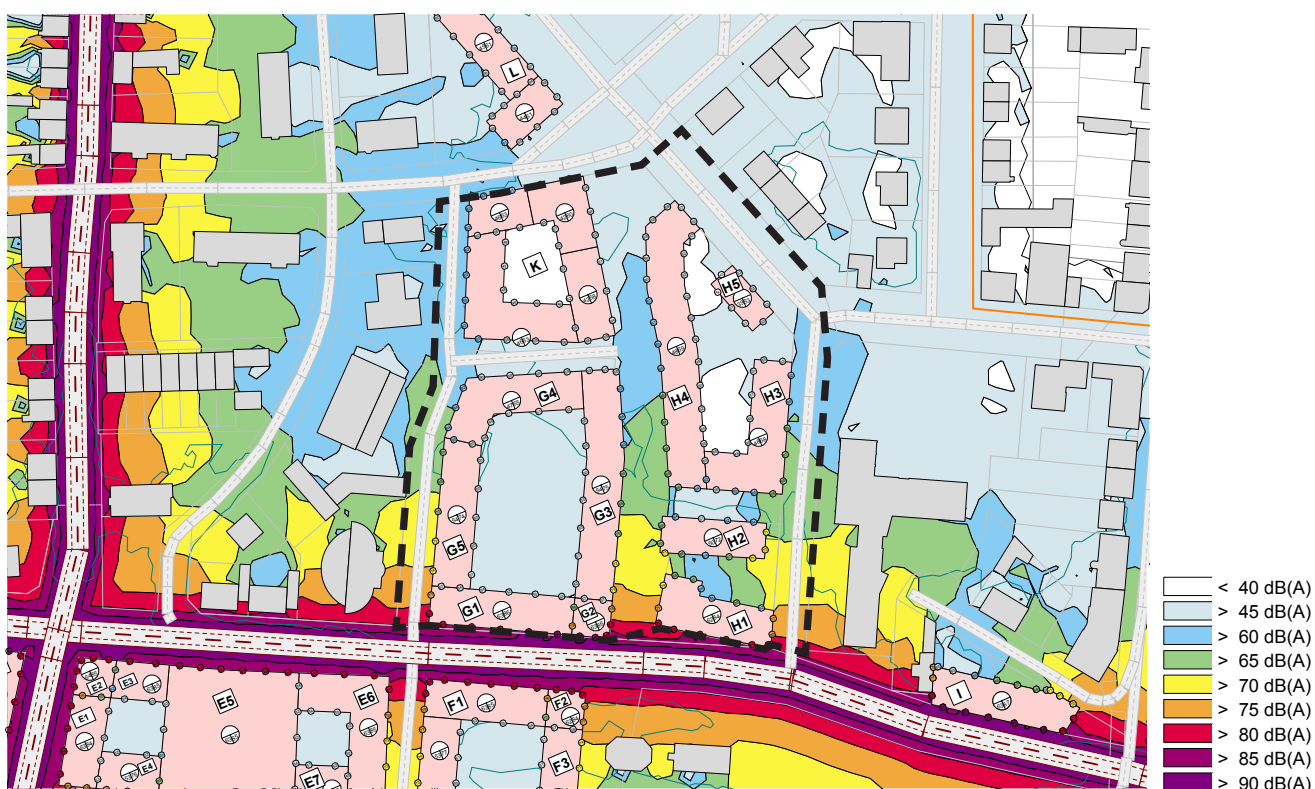 L
K
H5
G4
H4
H3
G3
G5
H2
G1
G2
H1
E2
E3
E1
E5
E6
F1
F2
I
E4
E7
F3
< 40 dB(A)
> 45 dB(A)
> 60 dB(A)
> 65 dB(A)
> 70 dB(A)
> 75 dB(A)
> 80 dB(A)
> 85 dB(A)
> 90 dB(A)